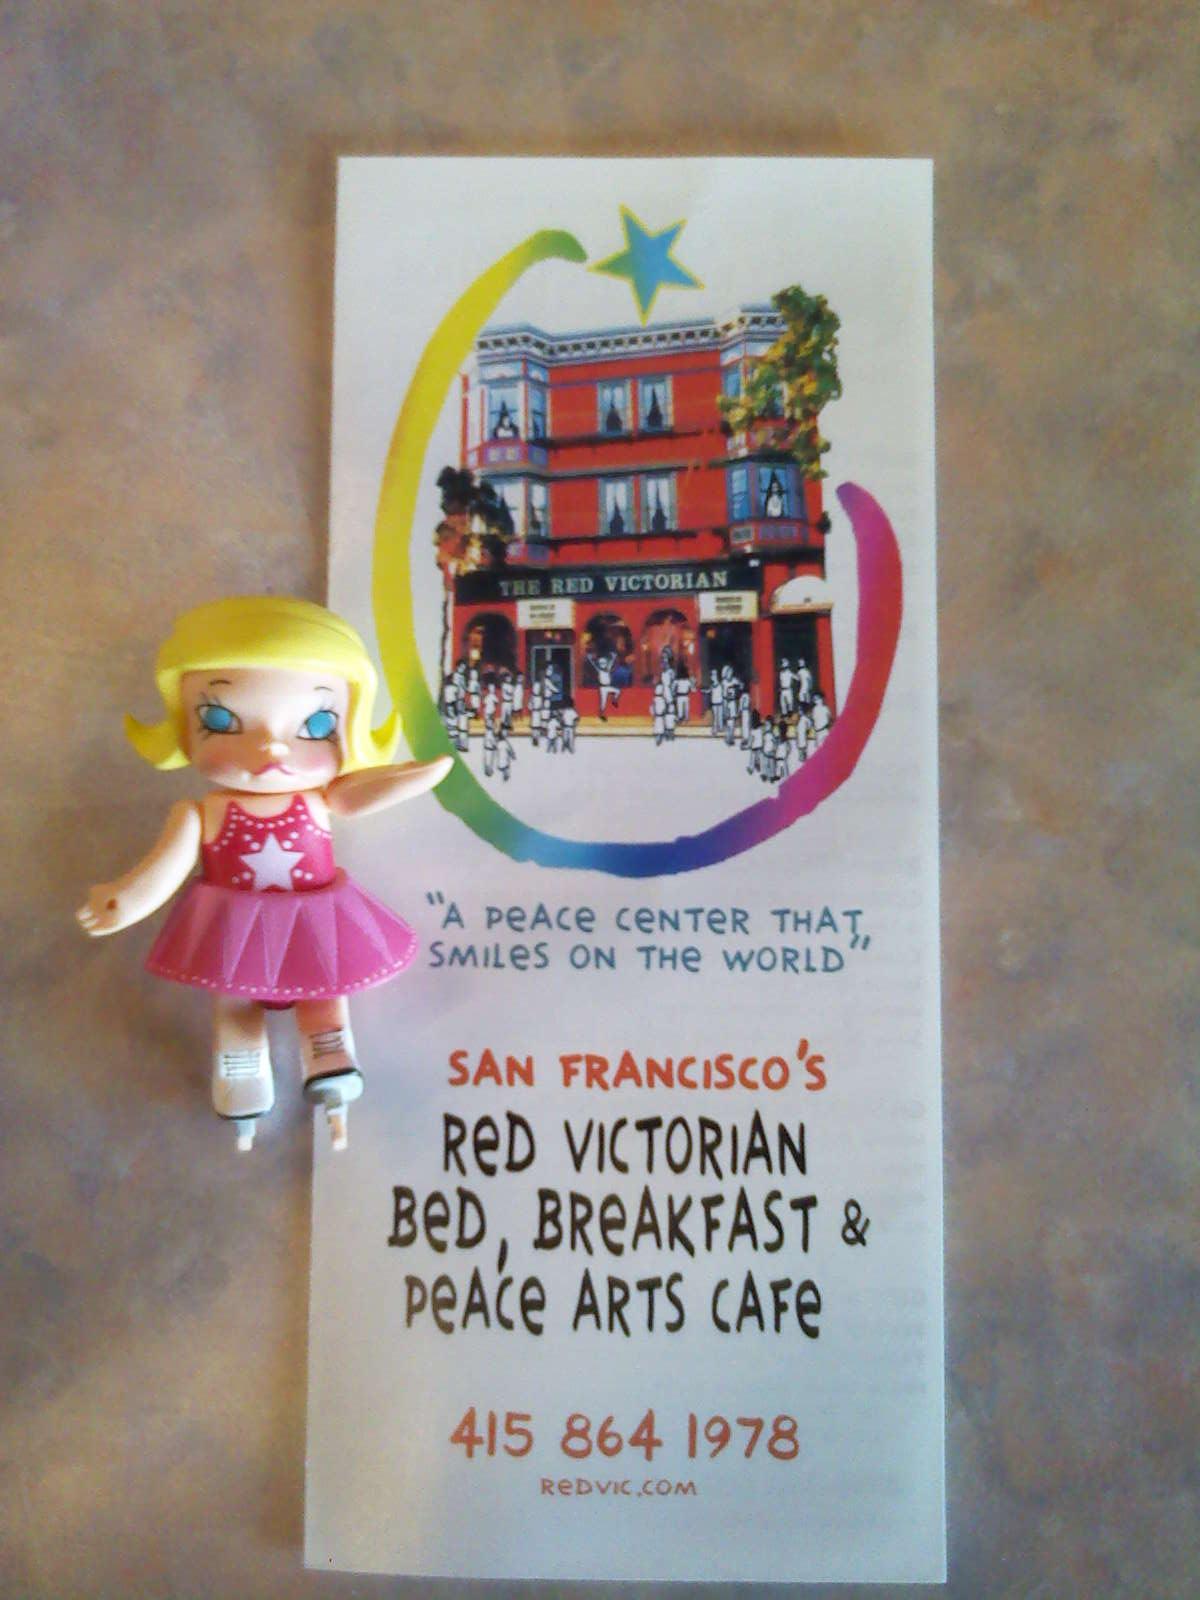 THE RED VICTORIAN
"A PEACE CENTER THAT
SMILES ON THE WORLD"
SAN FRANCISCO'S
RED VICTORIAN
BED, BREAKFAST &
PEACE ARTS CAFE
415 864 1978
REDVIC.COM